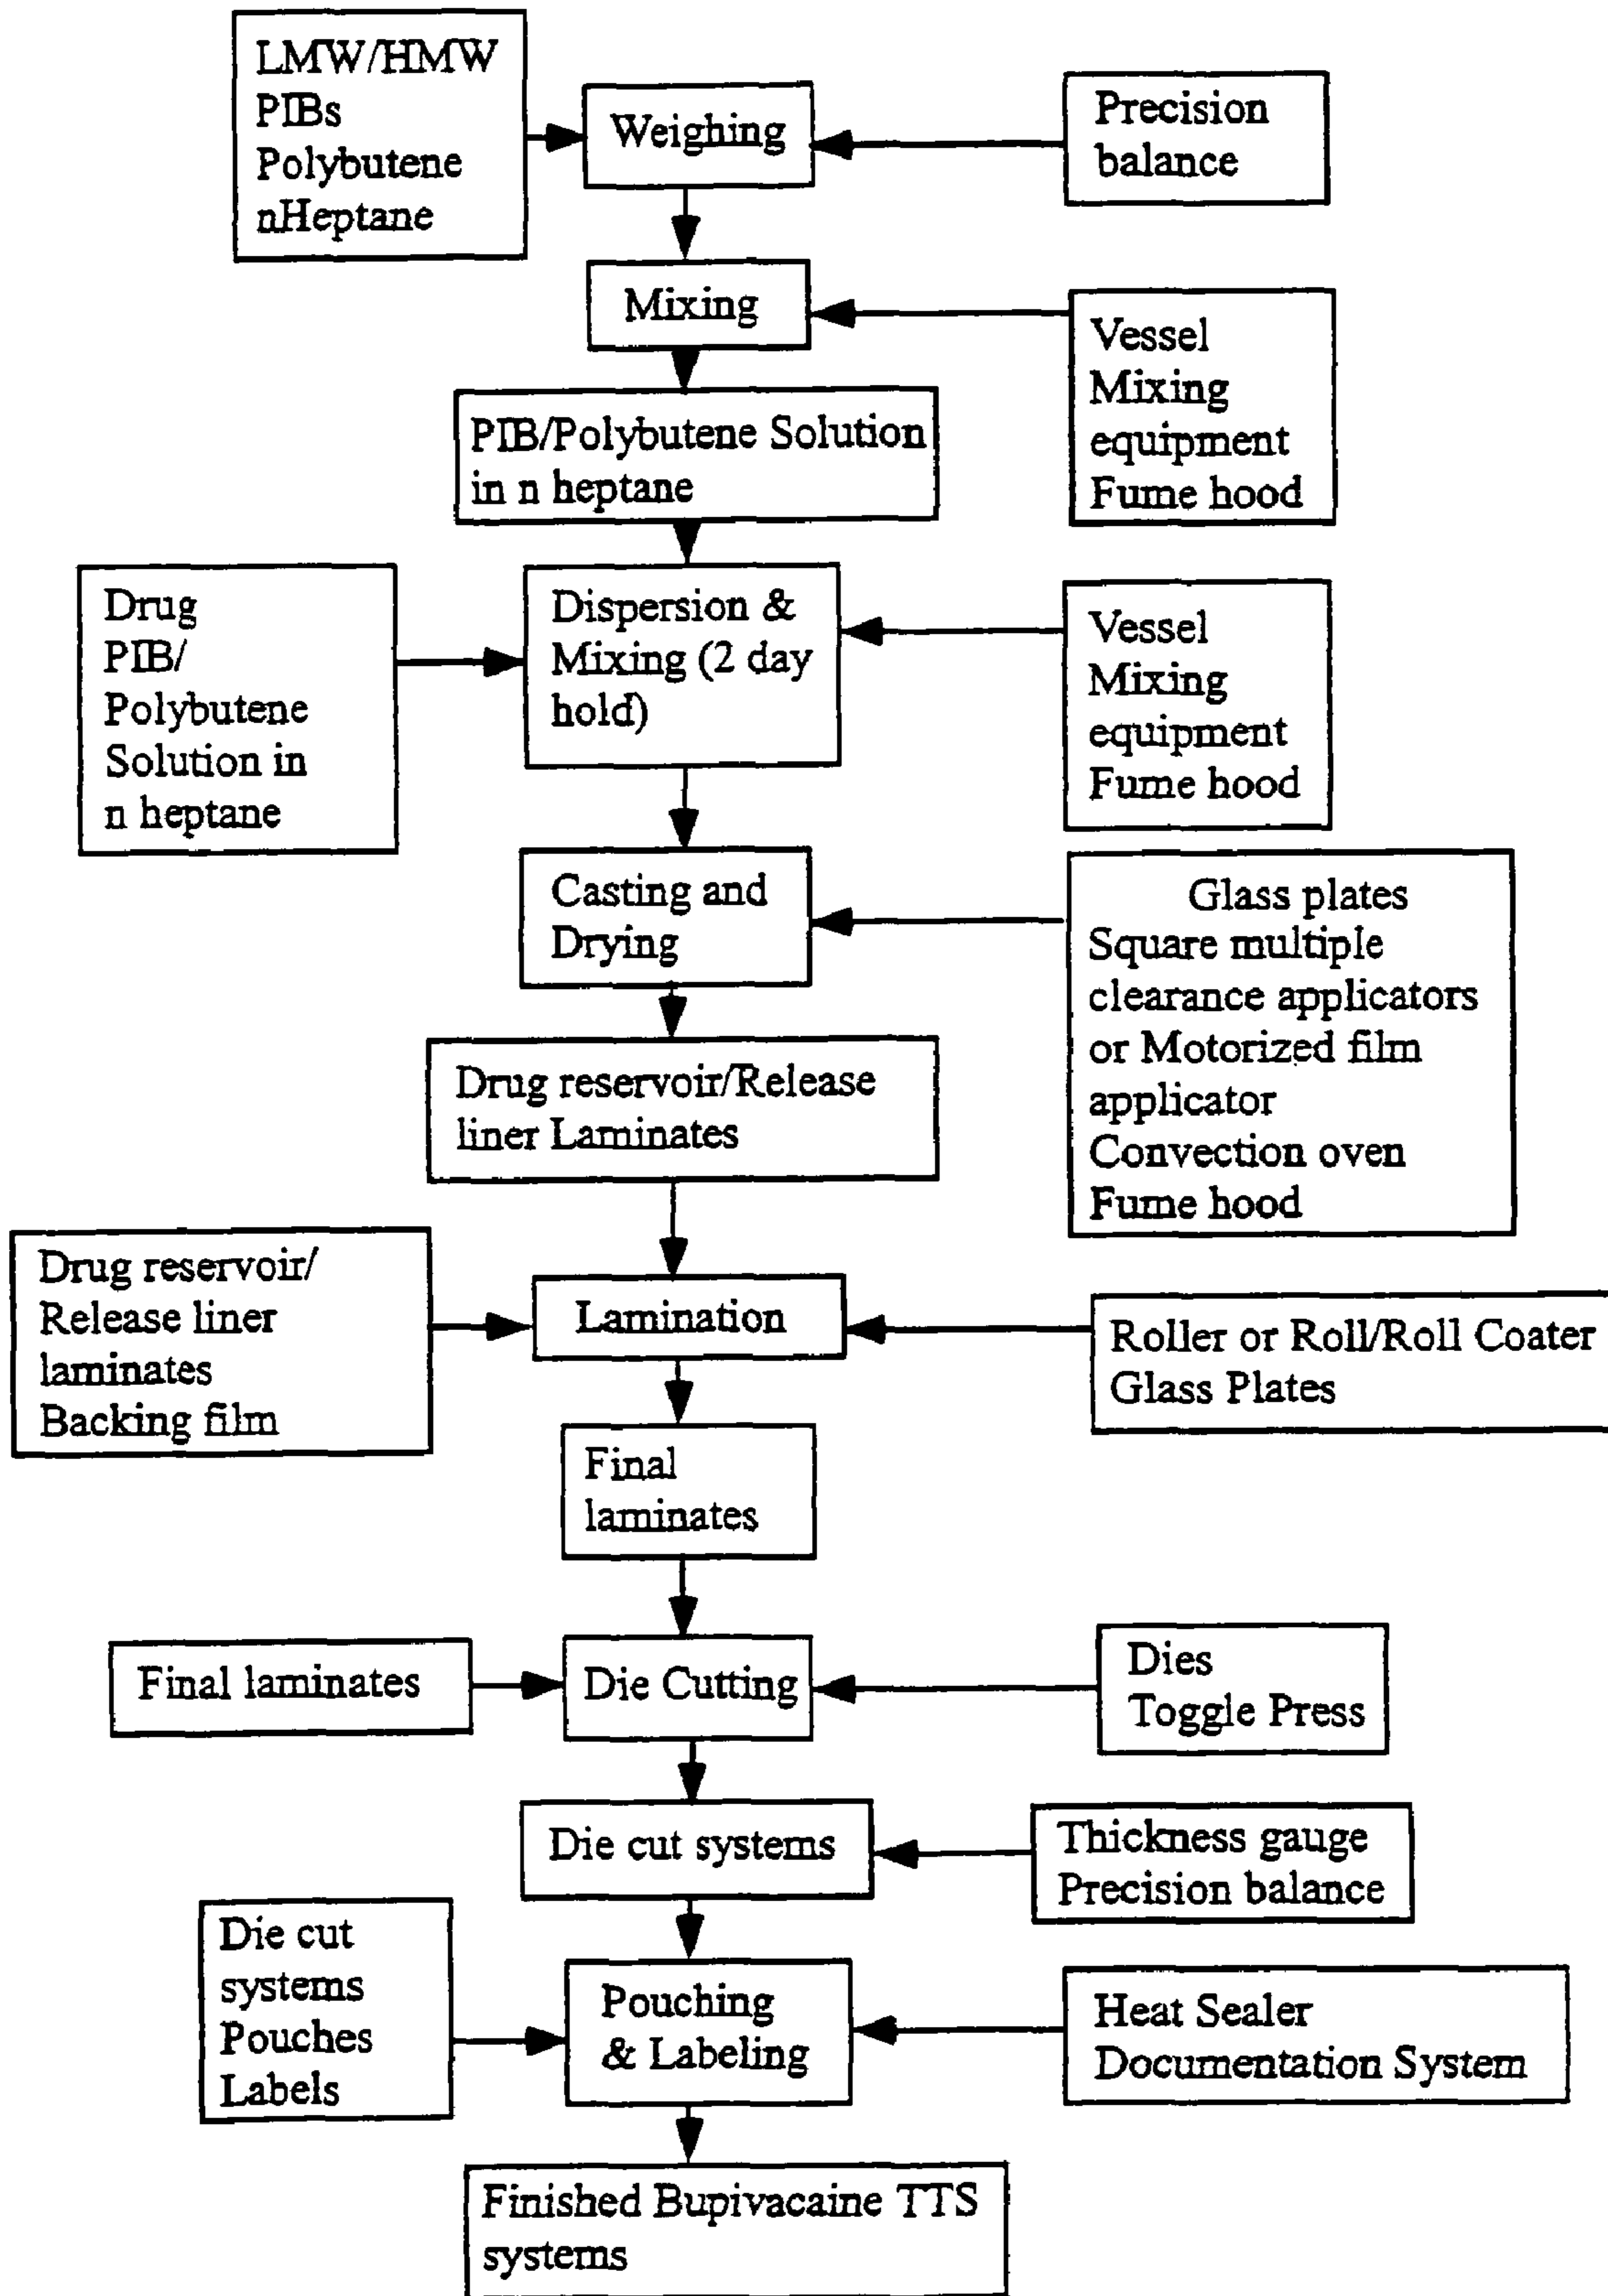 LMW/HMW
PIBs
Polybutene
nHeptane
Weighing
Precision
balance
Mixing
Vessel
Mixing
equipment
Fume hood
PIB/Polybutene Solution
in n heptane
Drug
PIB/
Polybutene
Solution in
n heptane
Dispersion &
Mixing (2 day
hold)
Vessel
Mixing
equipment
Fume hood
Casting and
Drying
Glass plates
Square multiple
clearance applicators
or Motorized film
applicator
Convection oven
Fume hood
Drug reservoir/Release
liner Laminates
Drug reservoir/
Release liner
laminates
Backing film
Lamination
Roller or Roll/Roll Coater
Glass Plates
Final
laminates
Final laminates
Die Cutting
Dies
Toggle Press
Die cut systems
Thickness gauge
Precision balance
Die cut
systems
Pouches
Labels
Pouching
& Labeling
Heat Sealer
Documentation System
Finished Bupivacaine TTS
systems